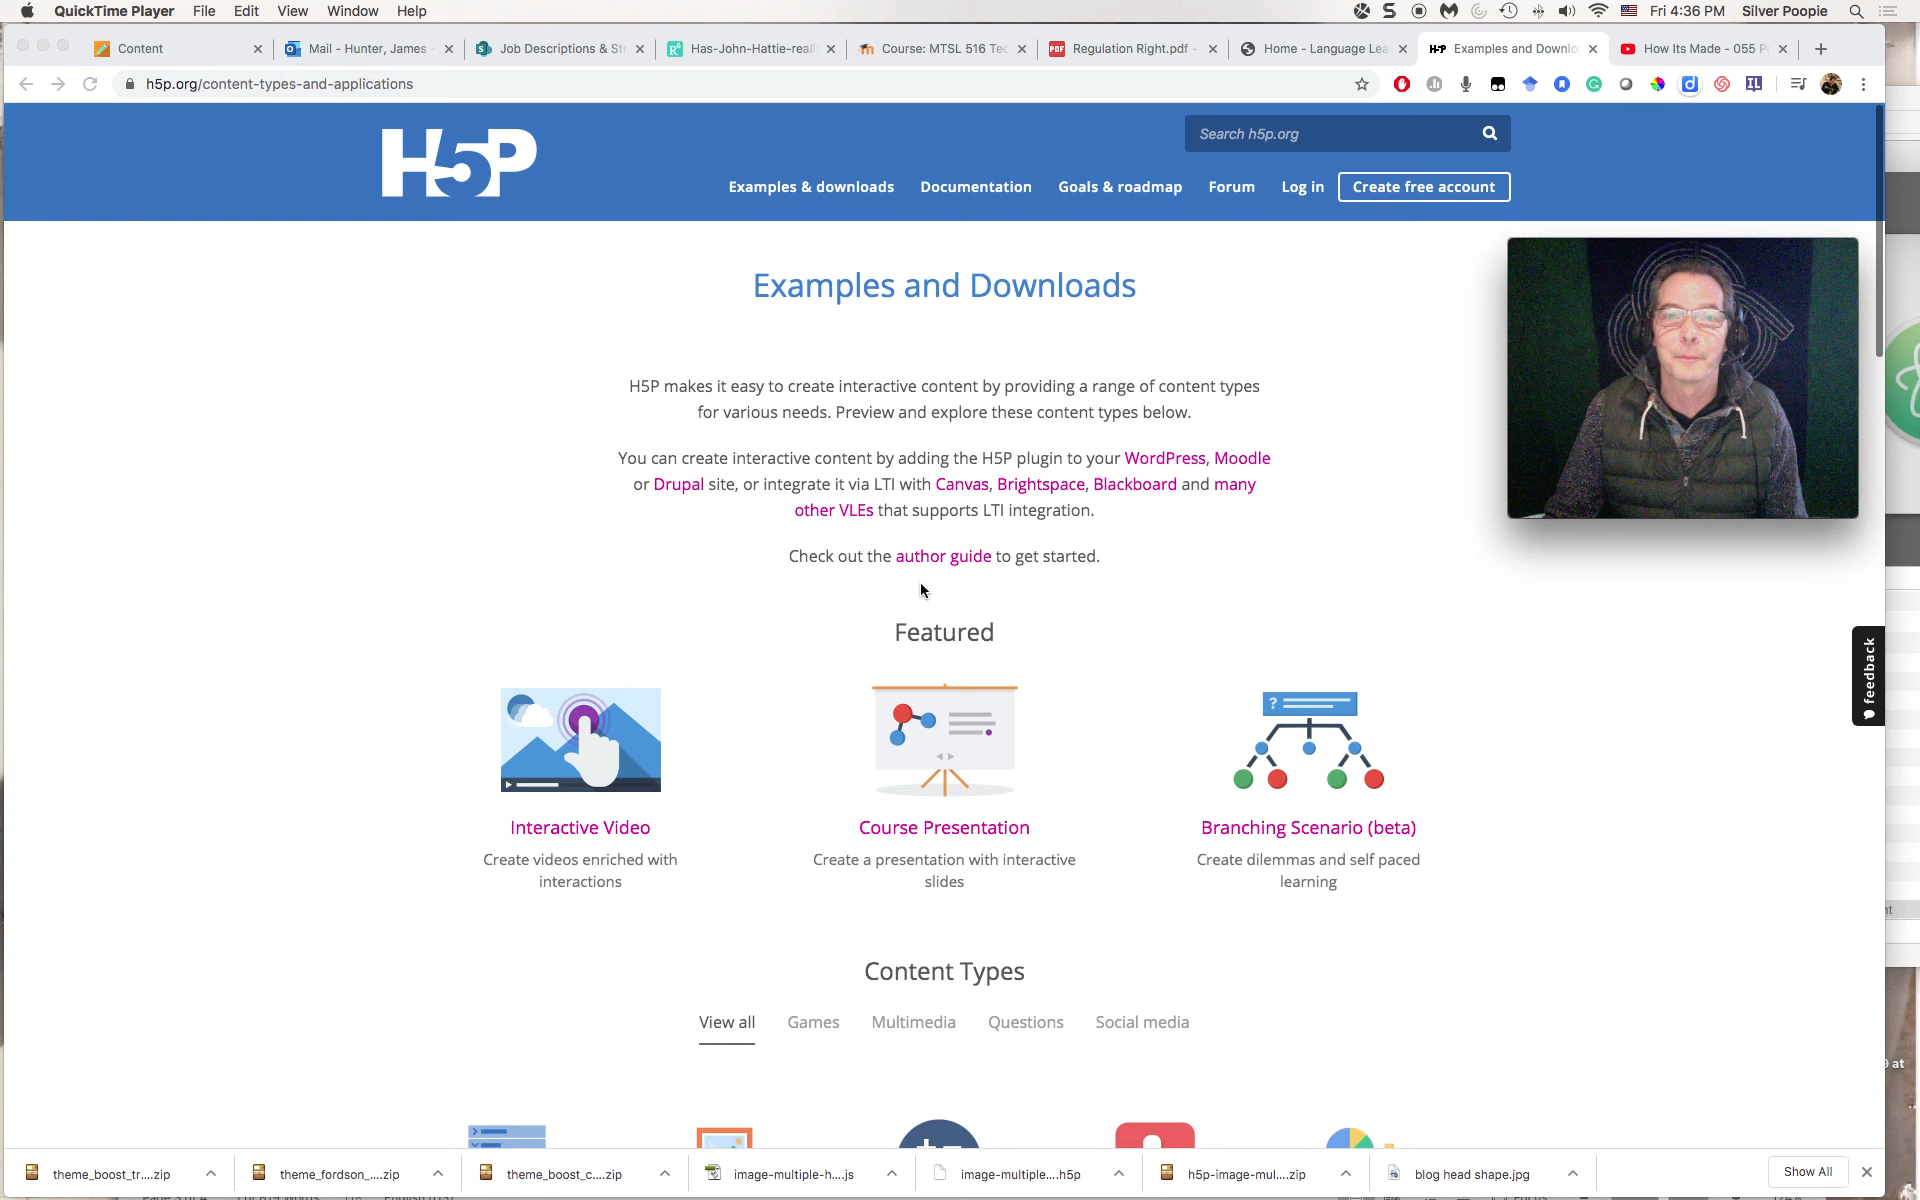 QuickTime Player File Edit View Window Help Fri 4:36 PM Silver Poopie
Content Mail - Hunter, James - Job Descriptions & St Has-John-Hattie-reall Course: MTSL 516 Tec Regulation Right.pdf - Home - Language Lea H5P Examples and Downlo How Its Made - 055 P
h5p.org/content-types-and-applications
H5P
Search h5p.org
Examples & downloads Documentation Goals & roadmap Forum Log in Create free account
Examples and Downloads
H5P makes it easy to create interactive content by providing a range of content types
for various needs. Preview and explore these content types below.
You can create interactive content by adding the H5P plugin to your WordPress, Moodle
or Drupal site, or integrate it via LTI with Canvas, Brightspace, Blackboard and many
other VLEs that supports LTI integration.
Check out the author guide to get started.
Featured
feedback
Interactive Video Course Presentation Branching Scenario (beta)
Create videos enriched with Create a presentation with interactive Create dilemmas and self paced
interactions slides learning
Content Types
View all Games Multimedia Questions Social media
theme_boost_tr....zip theme_fordson_....zip theme_boost_c....zip image-multiple-h....js image-multiple....h5p h5p-image-mul....zip blog head shape.jpg Show All